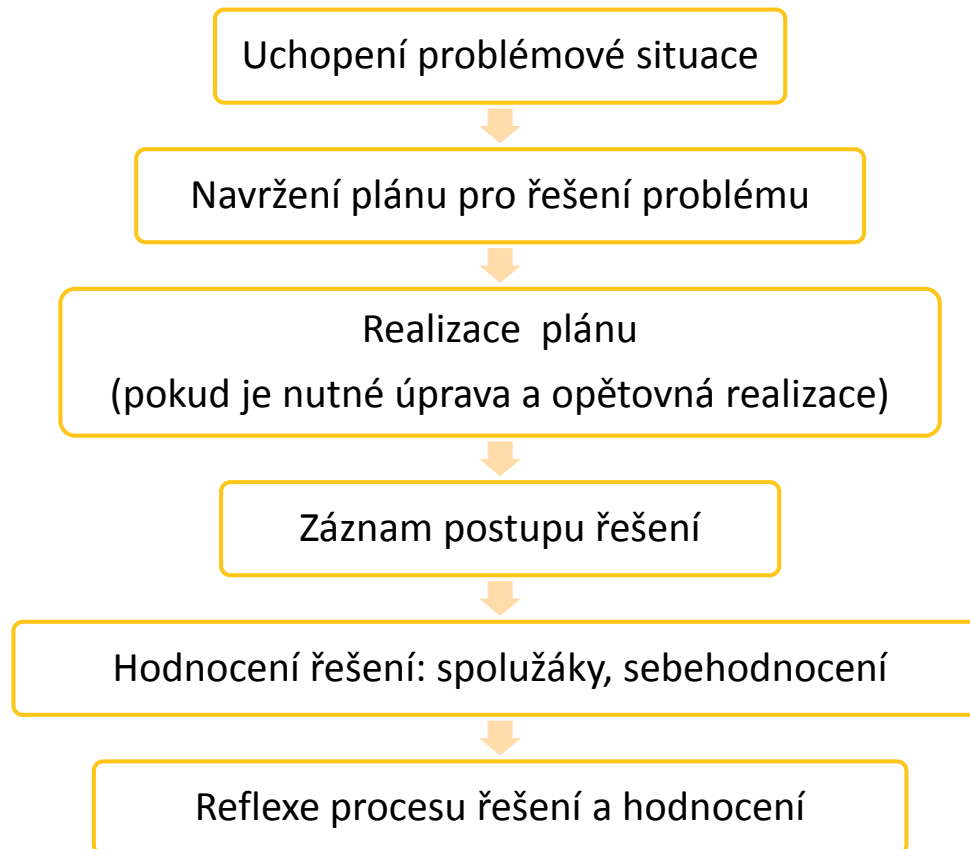 Uchopení problémové situace
Navržení plánu pro řešení problému
Realizace plánu
(pokud je nutné úprava a opětovná realizace)
Záznam postupu řešení
Hodnocení řešení: spolužáky, sebehodnocení
Reflexe procesu řešení a hodnocení